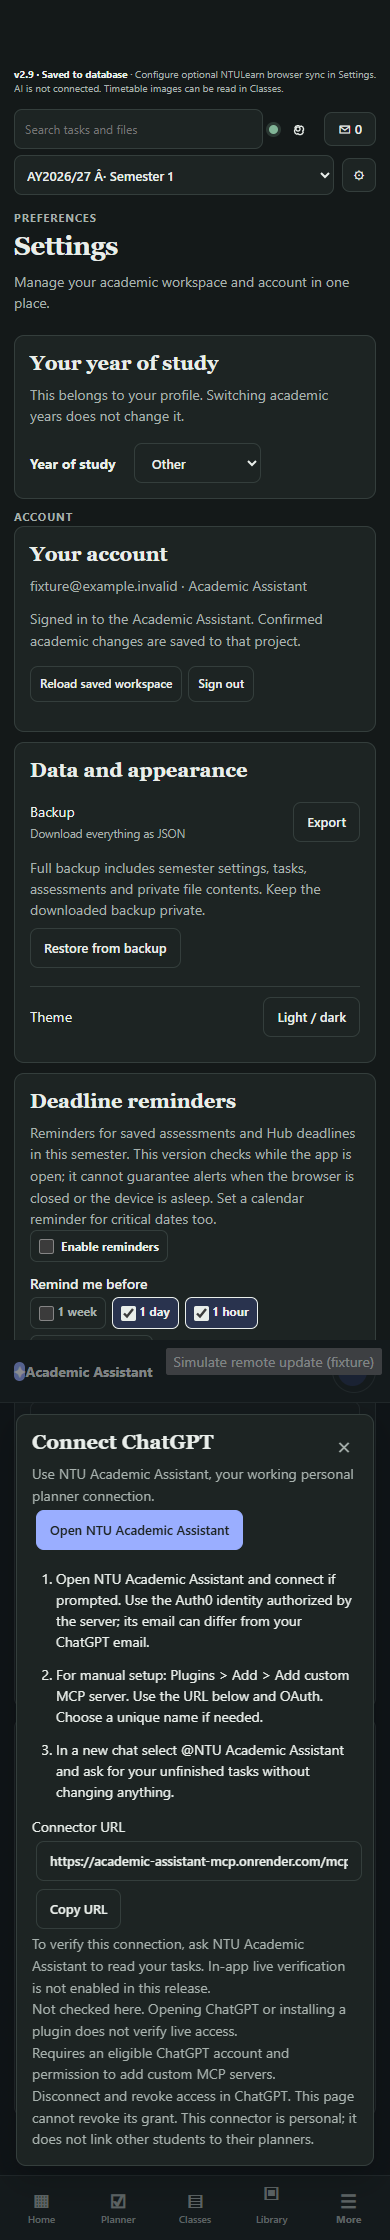 v2.9 • Saved to database · Configure optional NTULearn browser sync in Settings.
AI is not connected. Timetable images can be read in Classes.
Search tasks and files
0
AY2026/27 Â· Semester 1
PREFERENCES
Settings
Manage your academic workspace and account in one
place.
Your year of study
This belongs to your profile. Switching academic
years does not change it.
Year of study
Other
ACCOUNT
Your account
fixture@example.invalid · Academic Assistant
Signed in to the Academic Assistant. Confirmed
academic changes are saved to that project.
Reload saved workspace
Sign out
Data and appearance
Backup
Download everything as JSON
Export
Full backup includes semester settings, tasks,
assessments and private file contents. Keep the
downloaded backup private.
Restore from backup
Theme
Light / dark
Deadline reminders
Reminders for saved assessments and Hub deadlines
in this semester. This version checks while the app is
open; it cannot guarantee alerts when the browser is
closed or the device is asleep. Set a calendar
reminder for critical dates too.
Enable reminders
Remind me before
1 week
1 day
1 hour
Academic Assistant
Simulate remote update (fixture)
Connect ChatGPT
Use NTU Academic Assistant, your working personal
planner connection.
Open NTU Academic Assistant
1. Open NTU Academic Assistant and connect if
prompted. Use the Auth0 identity authorized by
the server; its email can differ from your
ChatGPT email.
2. For manual setup: Plugins > Add > Add custom
MCP server. Use the URL below and OAuth.
Choose a unique name if needed.
3. In a new chat select @NTU Academic Assistant
and ask for your unfinished tasks without
changing anything.
Connector URL
https://academic-assistant-mcp.onrender.com/mcp
Copy URL
To verify this connection, ask NTU Academic
Assistant to read your tasks. In-app live verification
is not enabled in this release.
Not checked here. Opening ChatGPT or installing a
plugin does not verify live access.
Requires an eligible ChatGPT account and
permission to add custom MCP servers.
Disconnect and revoke access in ChatGPT. This page
cannot revoke its grant. This connector is personal; it
does not link other students to their planners.
Home
Planner
Classes
Library
More